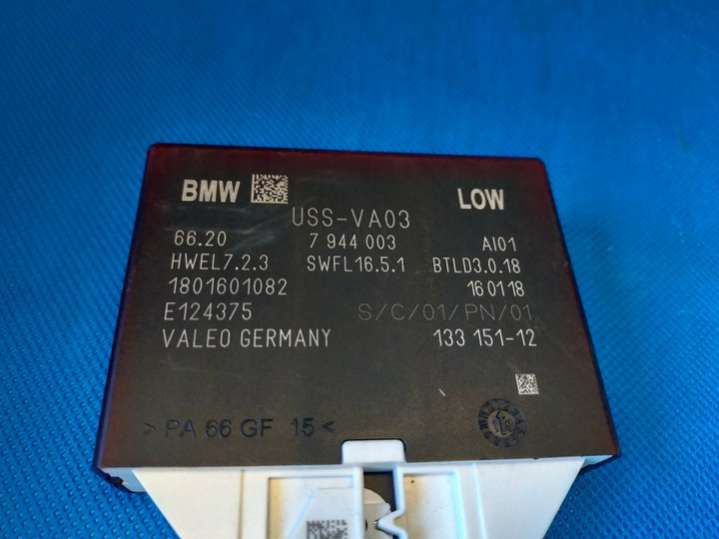 BMW LOW
USS-VA03
66.20 7 944 003 AI01
HWEL7.2.3 SWFL16.5.1 BTLD3.0.18
1801601082 160118
E124375 S/C/01/PN/01
VALEO GERMANY 133 151-12
>PA 66 GF 15<